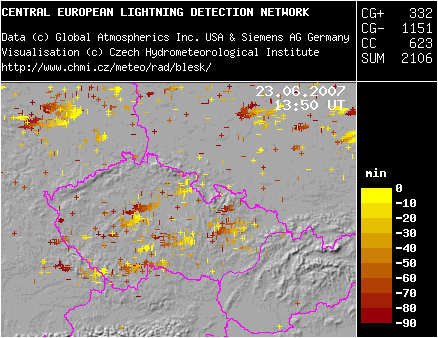 CENTRAL EUROPEAN LIGHTNING DETECTION NETWORK
Data (c) Global Atmospherics Inc. USA & Siemens AG Germany
Visualisation (c) Czech Hydrometeorological Institute
http://www.chmi.cz/meteo/rad/blesk/
CG+ 332
CG- 1151
CC 623
SUM 2106
23.06.2007
13:50 UT
min
0
-10
-20
-30
-40
-50
-60
-70
-80
-90